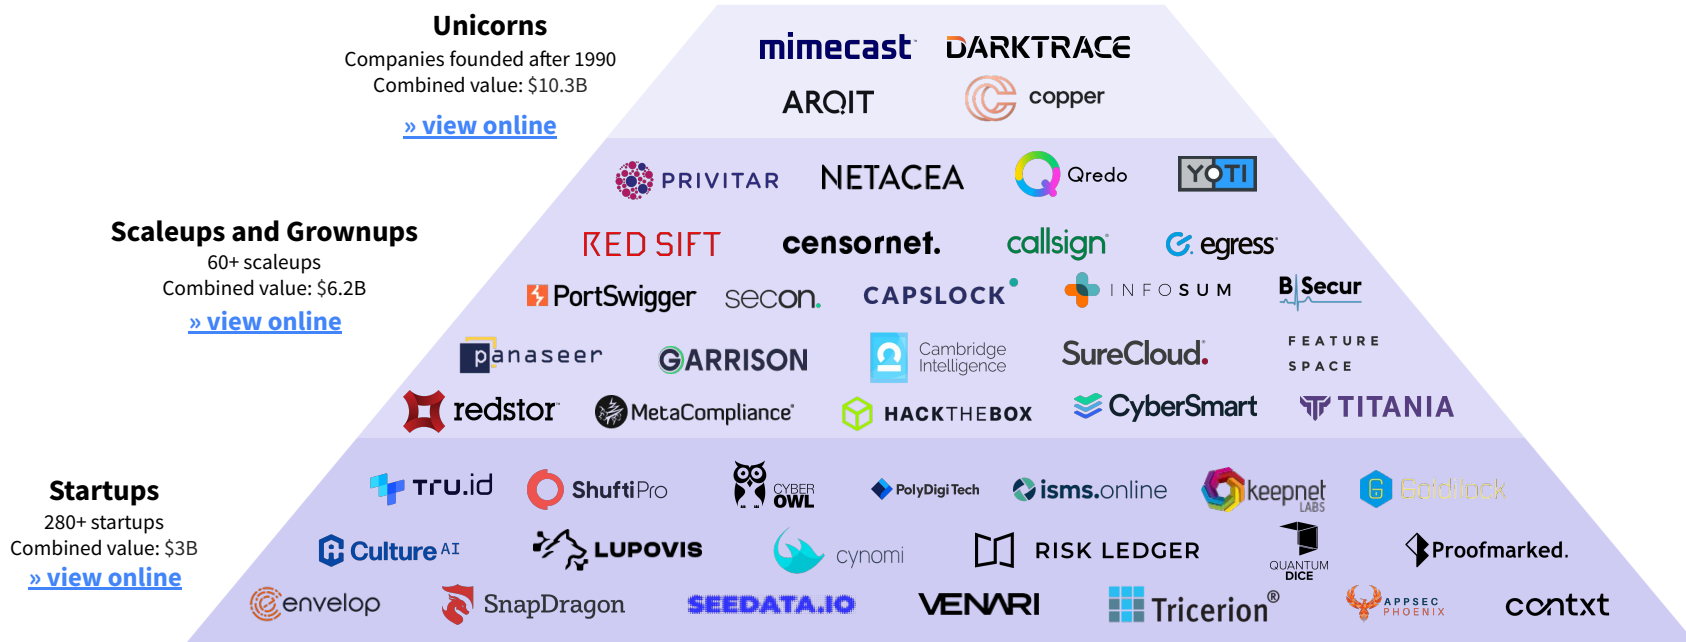 Unicorns
Companies founded after 1990
Combined value: $10.3B
» view online
mimecast DARKTRACE
ARQIT copper
PRIVITAR NETACEA Qredo YOTI
Scaleups and Grownups
60+ scaleups
Combined value: $6.2B
» view online
RED SIFT censornet. callsign egress
PortSwigger secon. CAPSLOCK INFOSUM B Secur
panaseer GARRISON Cambridge Intelligence SureCloud. FEATURE SPACE
redstor MetaCompliance® HACKTHEBOX CyberSmart TITANIA
Startups
280+ startups
Combined value: $3B
» view online
tru.id ShuftiPro CYBER OWL PolyDigiTech isms.online keepnet LABS Goldilock
Culture AI LUPOVIS cynomi RISK LEDGER QUANTUM DICE Proofmarked.
envelop SnapDragon SEEDATA.IO VENARI Tricerion® APPSEC PHOENIX contxt